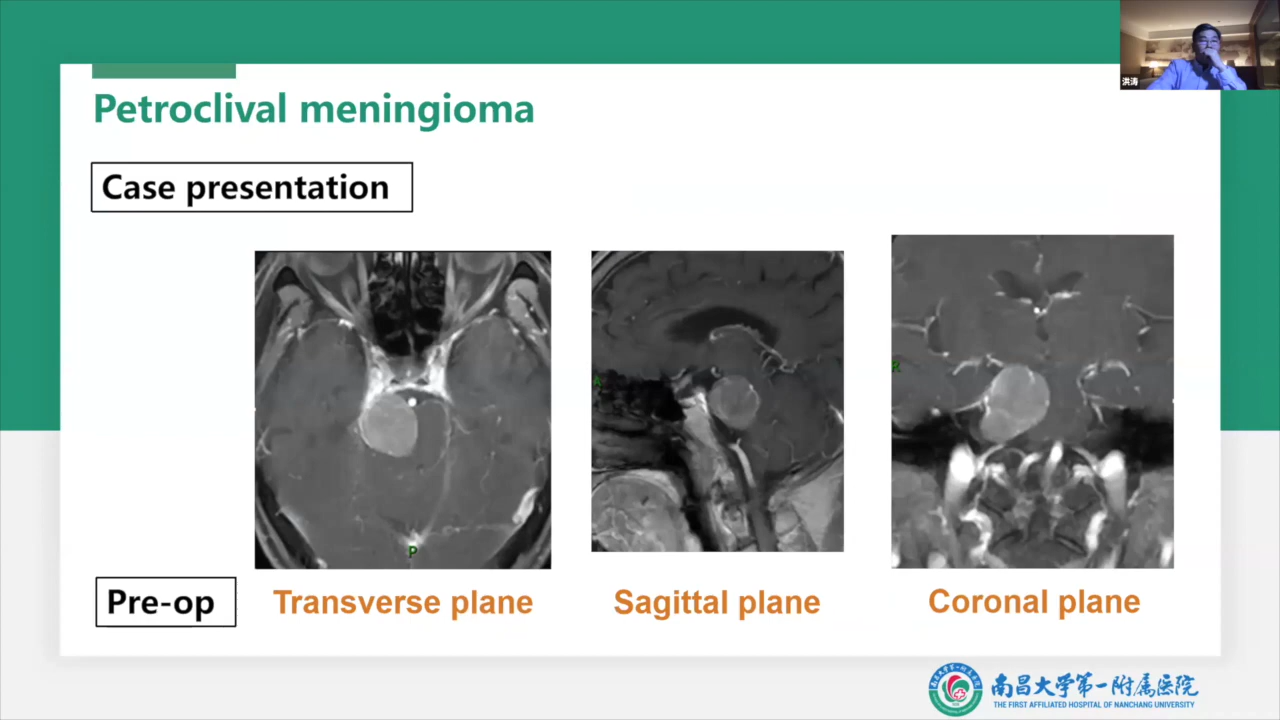 洪涛
Petroclival meningioma
Case presentation
A
R
P
Pre-op
Transverse plane
Sagittal plane
Coronal plane
南昌大学第一附属医院
THE FIRST AFFILIATED HOSPITAL OF NANCHANG UNIVERSITY